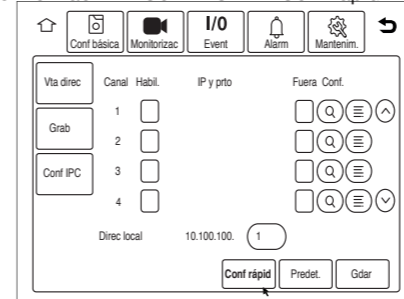 I/0
Conf básica Monitorizac Event Alarm Mantenim.
Vta direc Canal Habil. IP y prto Fuera Conf.
1
Grab
2
Conf IPC 3
4
Direc local 10.100.100. 1
Conf rápid Predet. Gdar